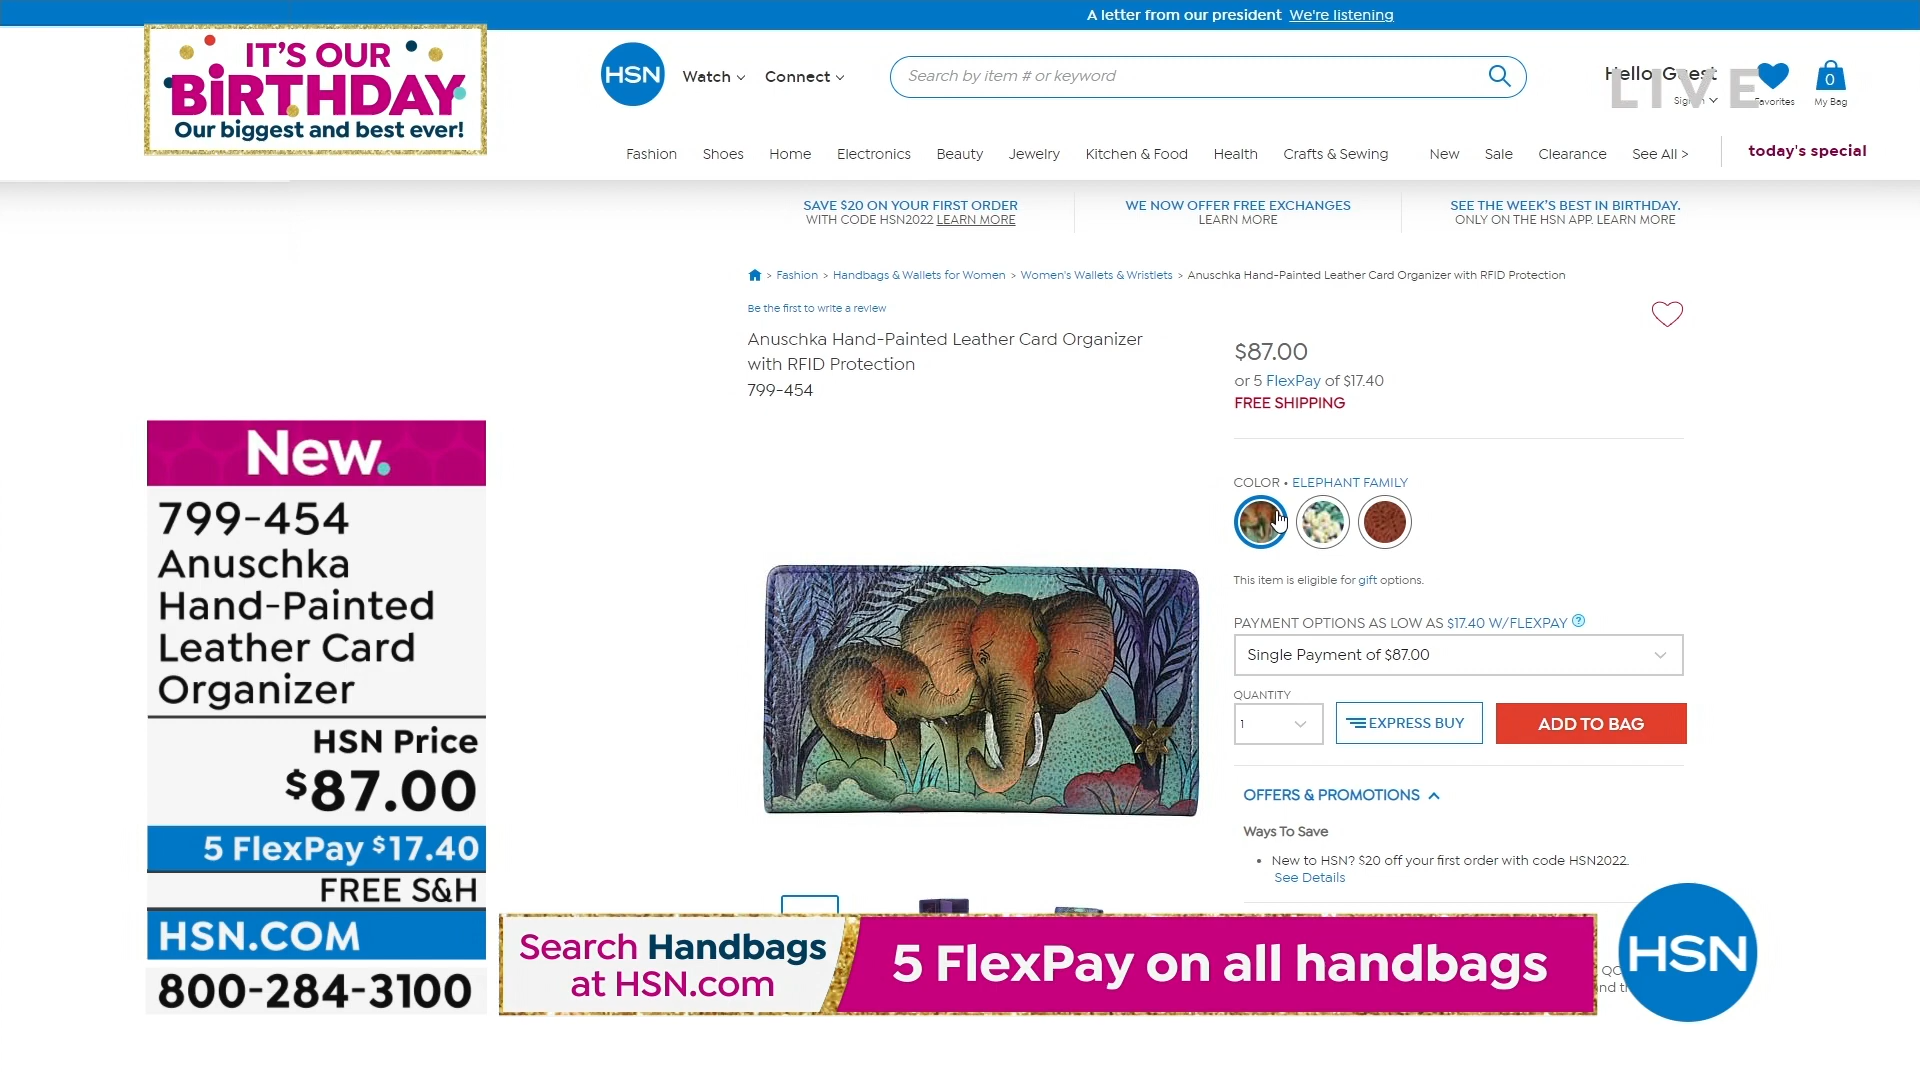 A letter from our president We're listening
IT'S OUR
BiRTHDAY
Our biggest and best ever!
HSN
Watch
Connect
Search by item # or keyword
Hello, Guest
LIVE
Favorites
0
My Bag
Fashion Shoes Home Electronics Beauty Jewelry Kitchen & Food Health Crafts & Sewing New Sale Clearance See All > today's special
SAVE $20 ON YOUR FIRST ORDER
WITH CODE HSN2022 LEARN MORE
WE NOW OFFER FREE EXCHANGES
LEARN MORE
SEE THE WEEK'S BEST IN BIRTHDAY.
ONLY ON THE HSN APP. LEARN MORE
> Fashion > Handbags & Wallets for Women > Women's Wallets & Wristlets > Anuschka Hand-Painted Leather Card Organizer with RFID Protection
Be the first to write a review
Anuschka Hand-Painted Leather Card Organizer
with RFID Protection
799-454
$87.00
or 5 FlexPay of $17.40
FREE SHIPPING
COLOR • ELEPHANT FAMILY
This item is eligible for gift options.
PAYMENT OPTIONS AS LOW AS $17.40 W/FLEXPAY ?
Single Payment of $87.00
QUANTITY
1
EXPRESS BUY
ADD TO BAG
OFFERS & PROMOTIONS
Ways To Save
• New to HSN? $20 off your first order with code HSN2022.
See Details
New.
799-454
Anuschka
Hand-Painted
Leather Card
Organizer
HSN Price
$87.00
5 FlexPay $17.40
FREE S&H
HSN.COM
800-284-3100
Search Handbags
at HSN.com
5 FlexPay on all handbags
HSN